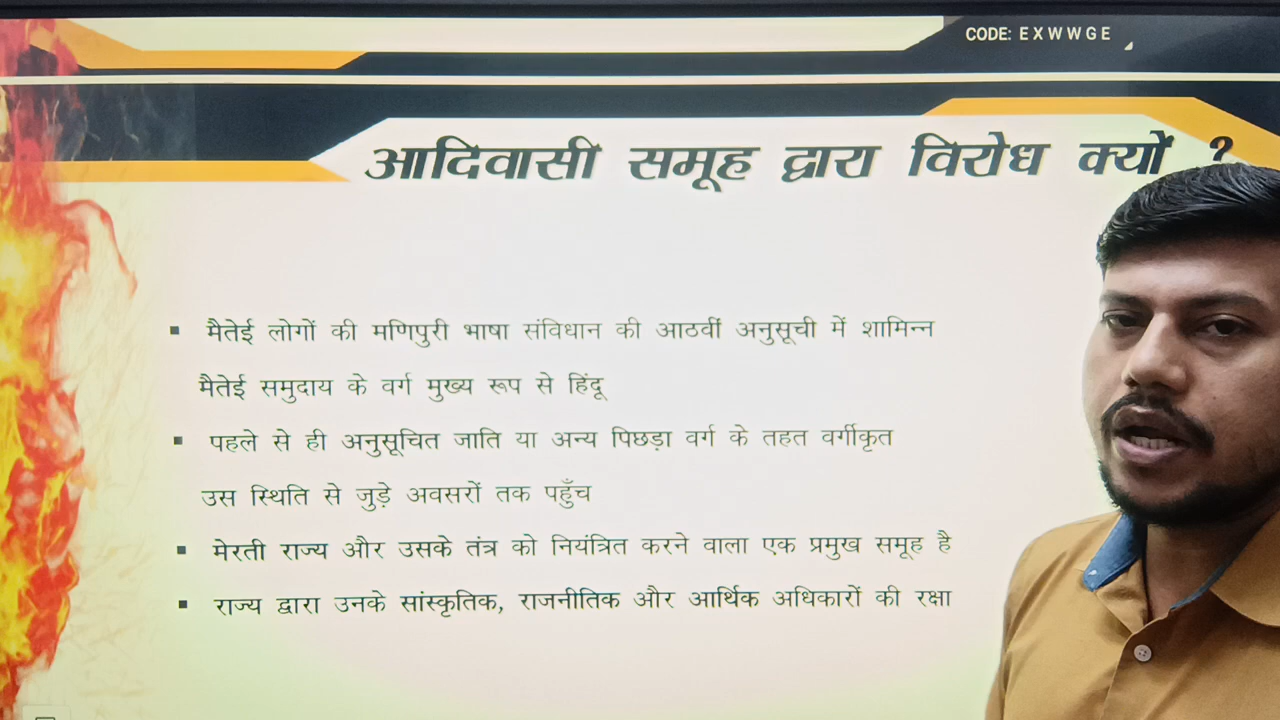 CODE: E X W W G E
आदिवासी समूह द्वारा विरोध क्यों ?
▪ मैतेई लोगों की मणिपुरी भाषा संविधान की आठवीं अनुसूची में शामिन्न
मैतेई समुदाय के वर्ग मुख्य रूप से हिंदू
▪ पहले से ही अनुसूचित जाति या अन्य पिछड़ा वर्ग के तहत वर्गीकृत
उस स्थिति से जुड़े अवसरों तक पहुँच
▪ मेरती राज्य और उसके तंत्र को नियंत्रित करने वाला एक प्रमुख समूह है
▪ राज्य द्वारा उनके सांस्कृतिक, राजनीतिक और आर्थिक अधिकारों की रक्षा